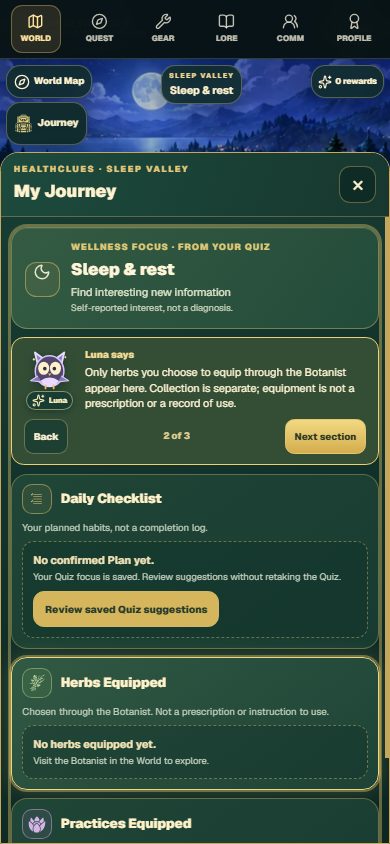 WORLD
QUEST
GEAR
LORE
COMM
PROFILE
World Map
SLEEP VALLEY
Sleep & rest
0 rewards
Journey
HEALTHCLUES · SLEEP VALLEY
My Journey
WELLNESS FOCUS · FROM YOUR QUIZ
Sleep & rest
Find interesting new information
Self-reported interest, not a diagnosis.
Luna says
Only herbs you choose to equip through the Botanist
appear here. Collection is separate; equipment is not a
prescription or a record of use.
Luna
Back
2 of 3
Next section
Daily Checklist
Your planned habits, not a completion log.
No confirmed Plan yet.
Your Quiz focus is saved. Review suggestions without retaking the Quiz.
Review saved Quiz suggestions
Herbs Equipped
Chosen through the Botanist. Not a prescription or instruction to use.
No herbs equipped yet.
Visit the Botanist in the World to explore.
Practices Equipped